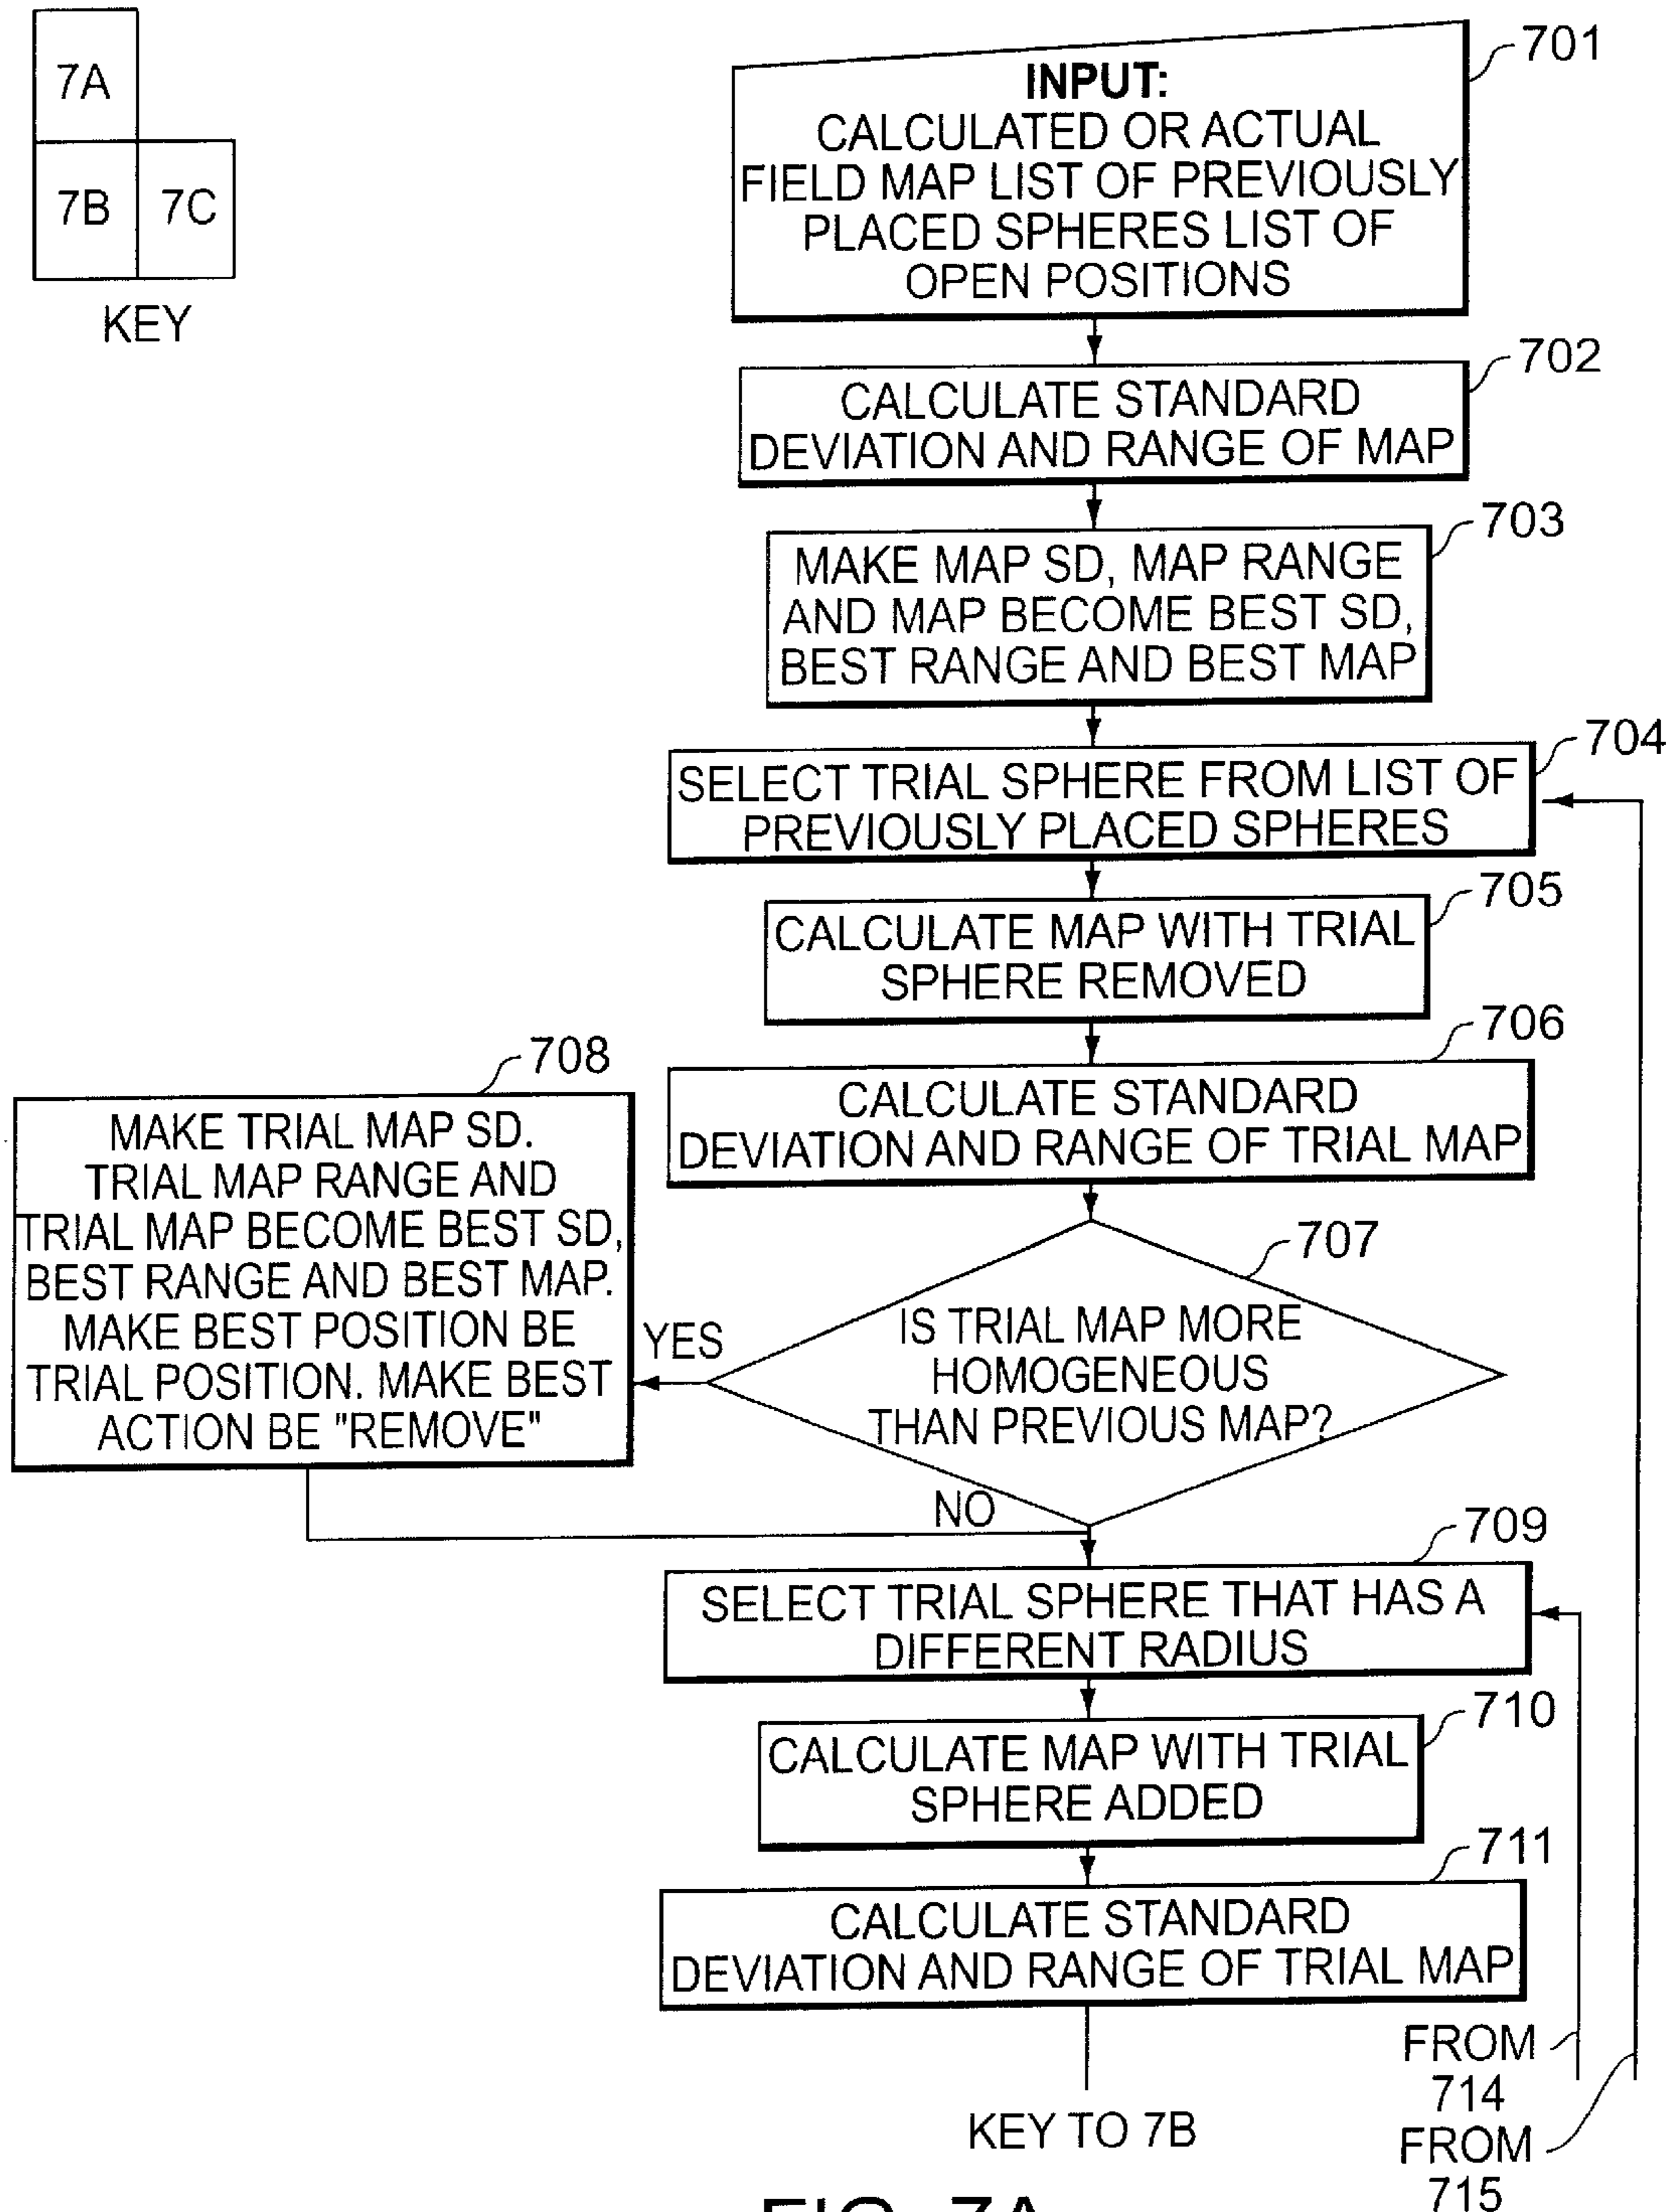 7A
7B 7C
KEY
701
INPUT:
CALCULATED OR ACTUAL
FIELD MAP LIST OF PREVIOUSLY
PLACED SPHERES LIST OF
OPEN POSITIONS
702
CALCULATE STANDARD
DEVIATION AND RANGE OF MAP
703
MAKE MAP SD, MAP RANGE
AND MAP BECOME BEST SD,
BEST RANGE AND BEST MAP
704
SELECT TRIAL SPHERE FROM LIST OF
PREVIOUSLY PLACED SPHERES
705
CALCULATE MAP WITH TRIAL
SPHERE REMOVED
706
CALCULATE STANDARD
DEVIATION AND RANGE OF TRIAL MAP
707
IS TRIAL MAP MORE
HOMOGENEOUS
THAN PREVIOUS MAP?
YES
708
MAKE TRIAL MAP SD.
TRIAL MAP RANGE AND
TRIAL MAP BECOME BEST SD,
BEST RANGE AND BEST MAP.
MAKE BEST POSITION BE
TRIAL POSITION. MAKE BEST
ACTION BE "REMOVE"
NO
709
SELECT TRIAL SPHERE THAT HAS A
DIFFERENT RADIUS
710
CALCULATE MAP WITH TRIAL
SPHERE ADDED
711
CALCULATE STANDARD
DEVIATION AND RANGE OF TRIAL MAP
KEY TO 7B
FROM
714
FROM
715
FIG. 7A